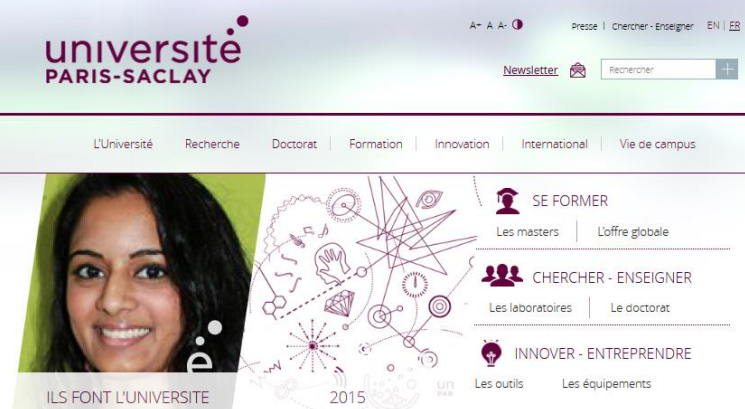 A+ A A-
Presse | Chercher - Enseigner EN | FR
université
PARIS-SACLAY
Newsletter
Rechercher
L'Université Recherche Doctorat Formation Innovation International Vie de campus
SE FORMER
Les masters L'offre globale
CHERCHER - ENSEIGNER
Les laboratoires Le doctorat
INNOVER - ENTREPRENDRE
Les outils Les équipements
ILS FONT L'UNIVERSITE 2015